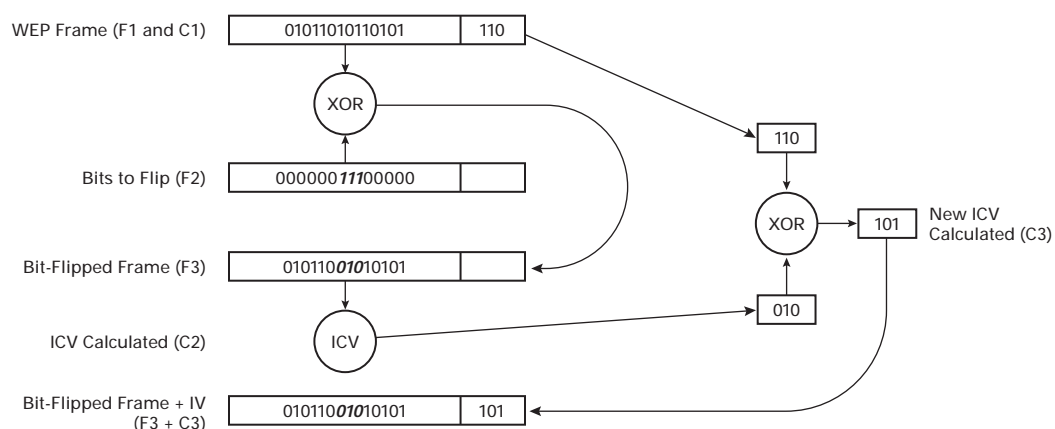 WEP Frame (F1 and C1)
01011010110101
110
XOR
110
Bits to Flip (F2)
00000011100000
XOR
101
New ICV
Calculated (C3)
Bit-Flipped Frame (F3)
01011001010101
010
ICV Calculated (C2)
ICV
Bit-Flipped Frame + IV
(F3 + C3)
01011001010101
101